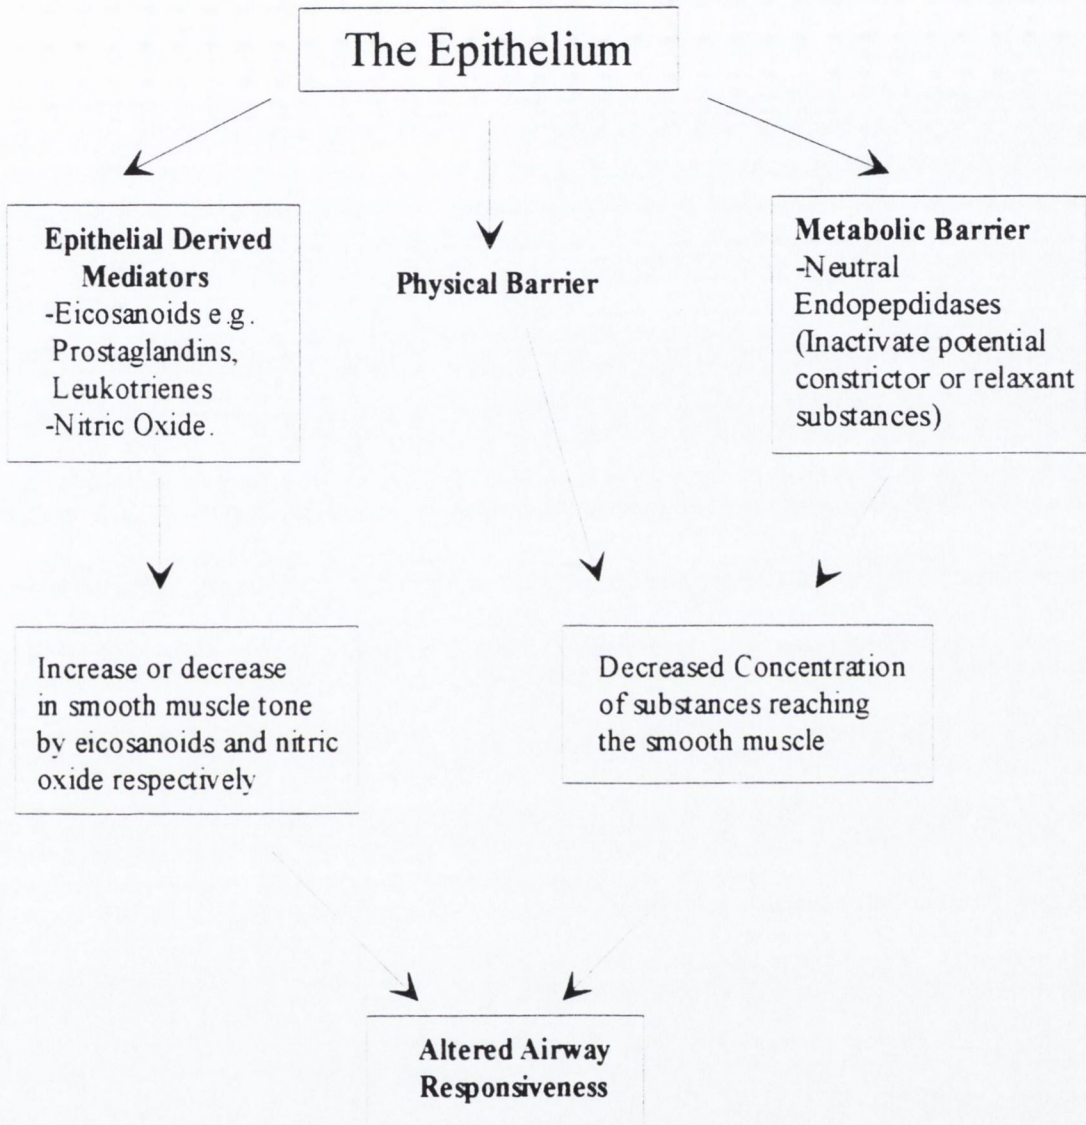 The Epithelium
Epithelial Derived
Mediators
-Eicosanoids e.g.
Prostaglandins,
Leukotrienes
-Nitric Oxide.
Physical Barrier
Metabolic Barrier
-Neutral
Endopepdidases
(Inactivate potential
constrictor or relaxant
substances)
Increase or decrease
in smooth muscle tone
by eicosanoids and nitric
oxide respectively
Decreased Concentration
of substances reaching
the smooth muscle
Altered Airway
Responsiveness